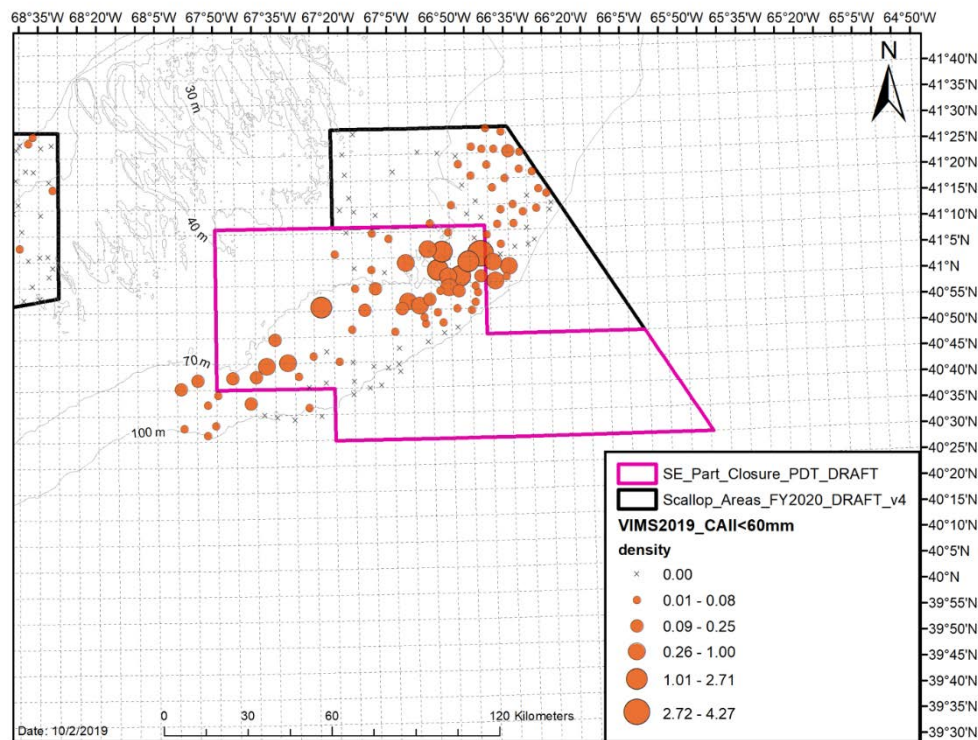 68°35'W 68°20'W 68°5'W 67°50'W 67°35'W 67°20'W 67°5'W 66°50'W 66°35'W 66°20'W 66°5'W 65°50'W 65°35'W 65°20'W 65°5'W 64°50'W
N
41°40'N
30 m
41°30'N
41°25'N
41°20'N
41°15'N
41°10'N
40 m
41°5'N
41°N
40°55'N
40°50'N
40°45'N
70 m
40°40'N
40°35'N
100 m
40°30'N
40°25'N
40°20'N
40°15'N
40°10'N
40°5'N
40°N
39°55'N
39°50'N
39°45'N
39°40'N
39°35'N
39°30'N
SE_Part_Closure_PDT_DRAFT
Scallop_Areas_FY2020_DRAFT_v4
VIMS2019_CAII<60mm
density
0.00
0.01 - 0.08
0.09 - 0.25
0.26 - 1.00
1.01 - 2.71
2.72 - 4.27
0 30 60 120 Kilometers
Date: 10/2/2019